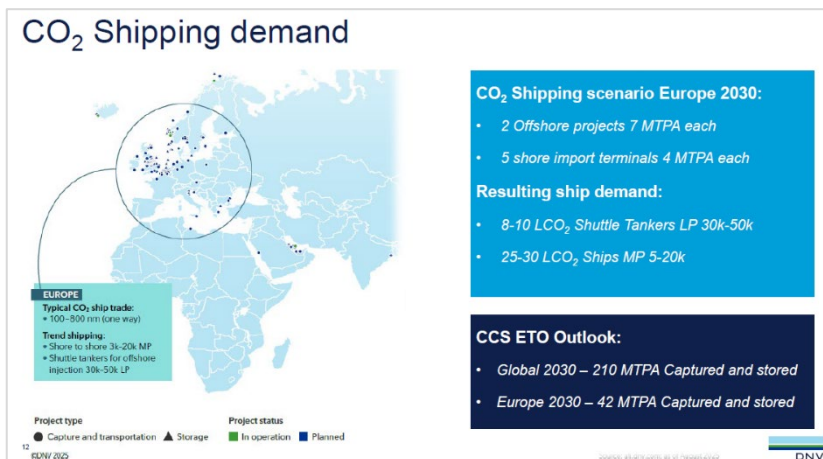 CO₂ Shipping demand
EUROPE
Typical CO₂ ship trade:
• 100–800 nm (one way)
Trend shipping:
• Shore to shore 3k-20k MP
• Shuttle tankers for offshore
injection 30k-50k LP
Project type
Capture and transportation
Storage
Project status
In operation
Planned
CO₂ Shipping scenario Europe 2030:
• 2 Offshore projects 7 MTPA each
• 5 shore import terminals 4 MTPA each
Resulting ship demand:
• 8-10 LCO₂ Shuttle Tankers LP 30k-50k
• 25-30 LCO₂ Ships MP 5-20k
CCS ETO Outlook:
• Global 2030 – 210 MTPA Captured and stored
• Europe 2030 – 42 MTPA Captured and stored
12
©DNV 2025
DNV